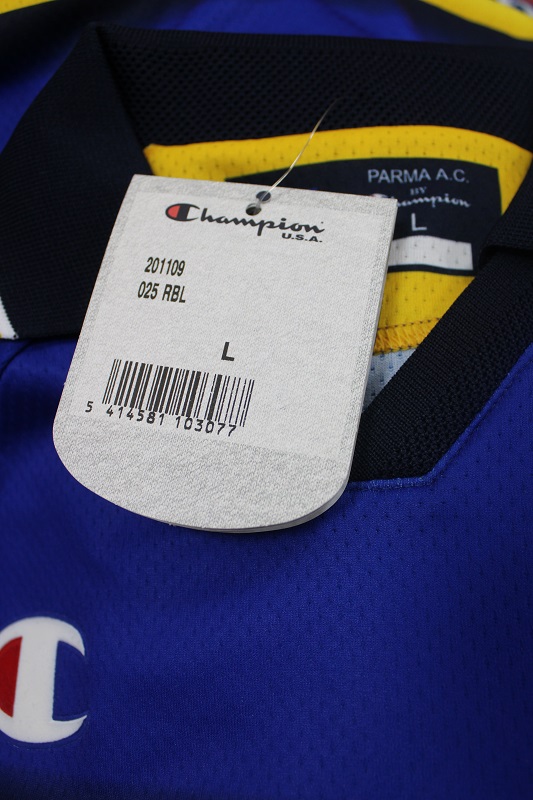 PARMA A.C.
BY
Champion
L
Champion
U.S.A.
201109
025 RBL
L
5 414581 103077